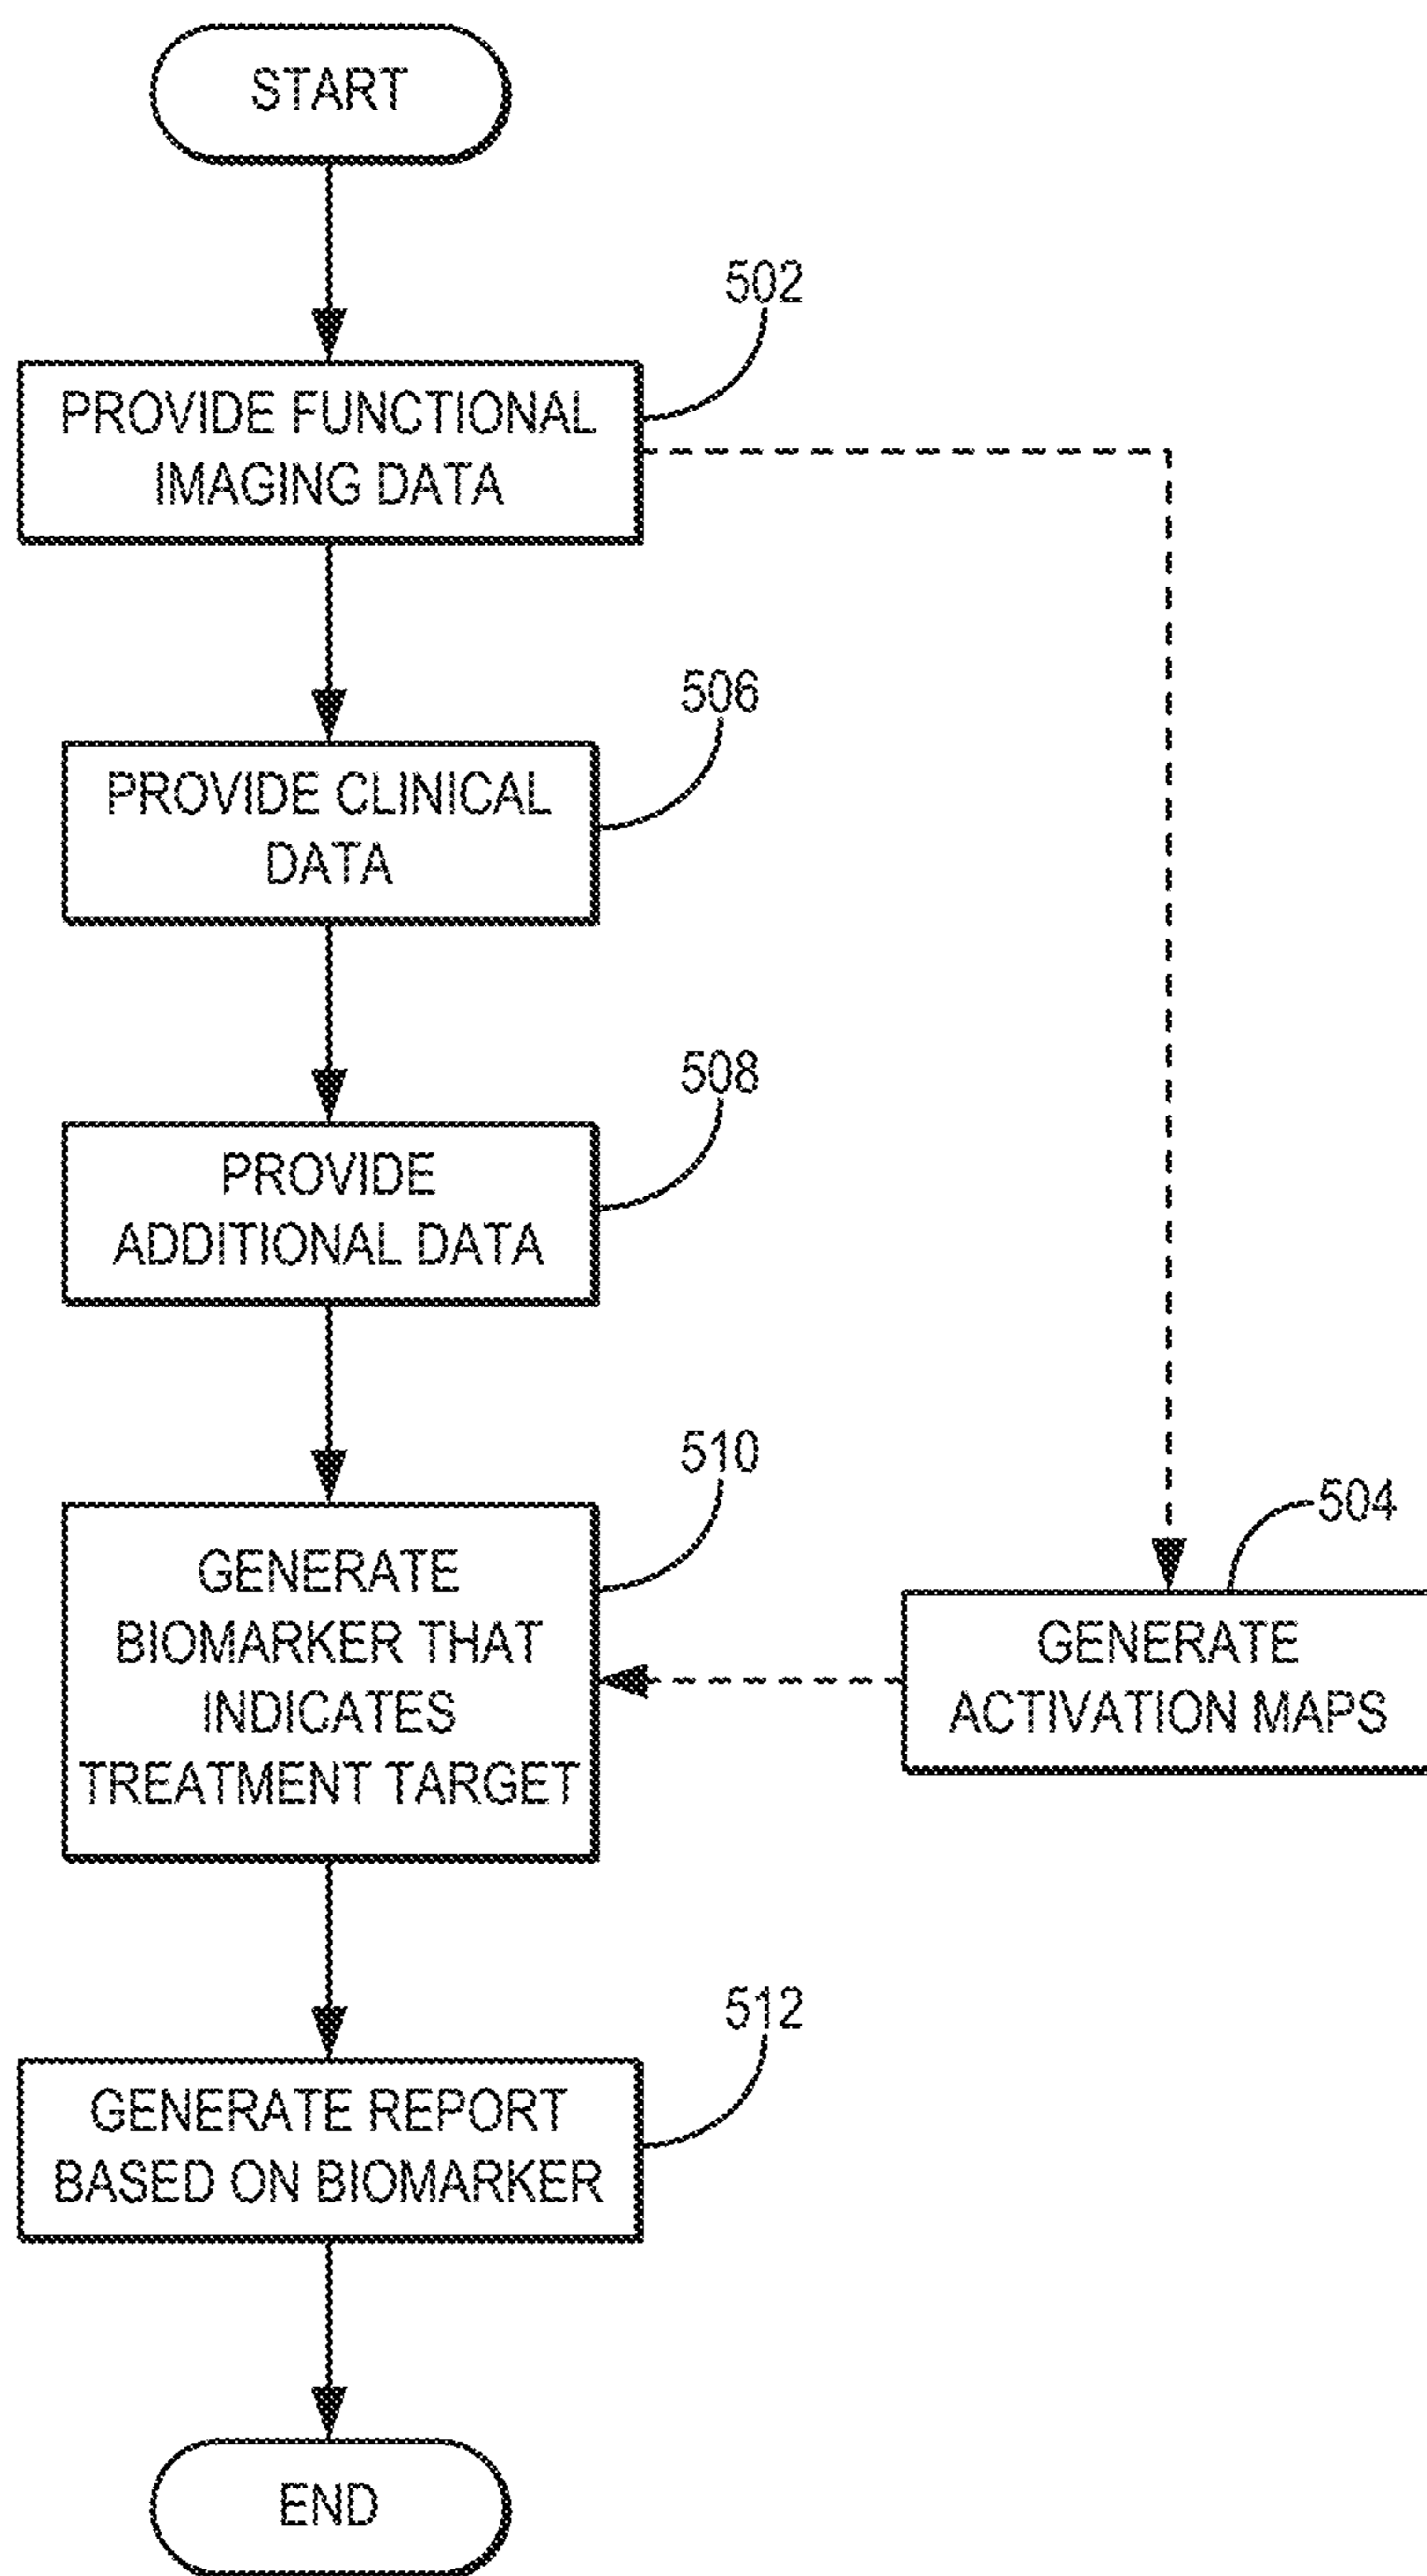 START
502
PROVIDE FUNCTIONAL
IMAGING DATA
506
PROVIDE CLINICAL
DATA
508
PROVIDE
ADDITIONAL DATA
510
GENERATE
BIOMARKER THAT
INDICATES
TREATMENT TARGET
504
GENERATE
ACTIVATION MAPS
512
GENERATE REPORT
BASED ON BIOMARKER
END